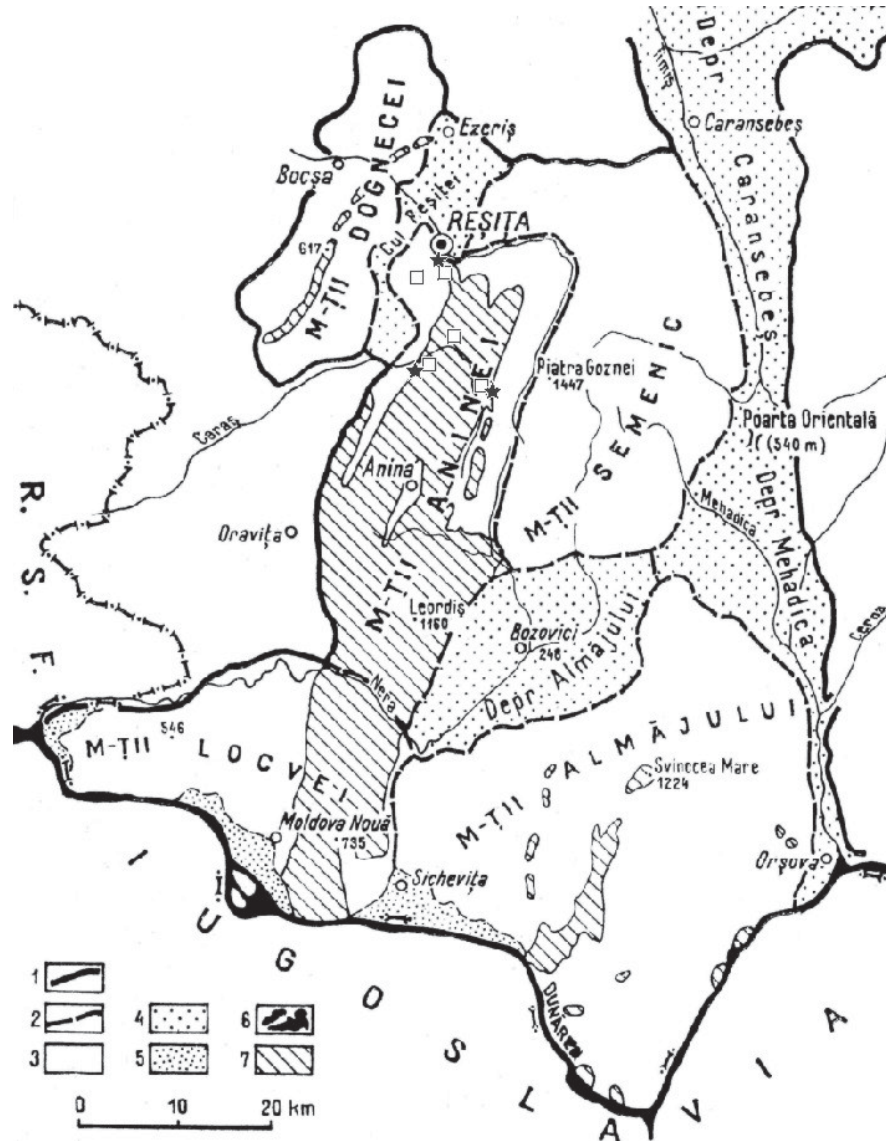 Depr
Caransebeș
Timiș
Caransebeș
Ezeriș
Bocșa
M-ȚII DOGNECEI
617
Cul Reșiței
REȘIȚA
M-ȚII ANINEI
Piatra Goznei
1447
M-ȚII SEMENIC
Poarta Orientală
(540 m)
Caraș
Anina
Oravița
Mehadica
Depr Mehadica
Leordiș
1160
Bozovici
248
Depr Almăjului
Cerna
Nera
R. S. F. IUGOSLAVIA
546
M-ȚII LOCVEI
M-ȚII ALMĂJULUI
Svinecea Mare
1224
Moldova Nouă
735
Sichevița
Orșova
DUNĂREA
1
2
3
4
5
6
7
0 10 20 km